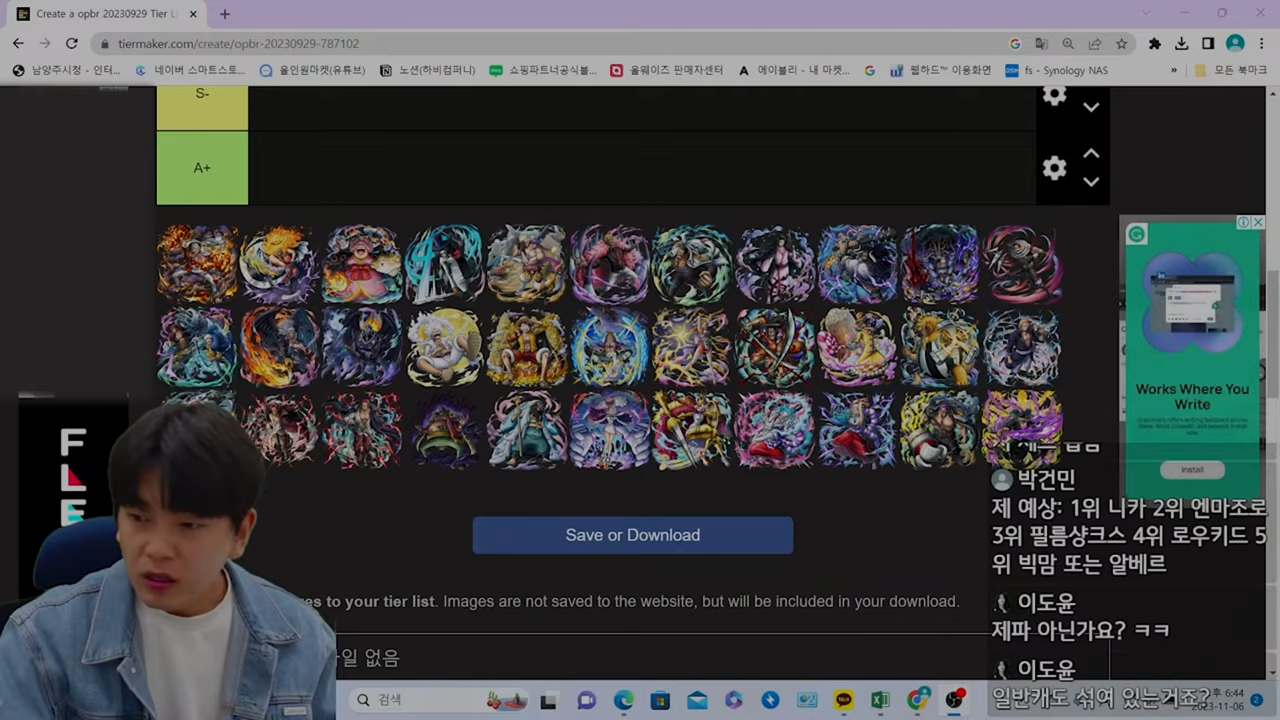 Create a opbr 20230929 Tier Li
tiermaker.com/create/opbr-20230929-787102
남양주시청 - 인터...
네이버 스마트스토...
올인원마켓(유튜브)
노션(하비컴퍼니)
쇼핑파트너공식블...
올웨이즈 판매자센터
에이블리 - 내 마켓...
웰하드™ 이용화면
fs - Synology NAS
»
모든 북마크
S-
A+
Works Where You
Write
Install
박건민
제 예상: 1위 니카 2위 엔마조로
3위 필름샹크스 4위 로우키드 5
위 빅맘 또는 알베르
이도윤
제파 아닌가요? ㅋㅋ
이도윤
일반캐도 섞여 있는거죠?
Save or Download
es to your tier list. Images are not saved to the website, but will be included in your download.
일 없음
F
L
E
검색
후 6:44
2023-11-06
2